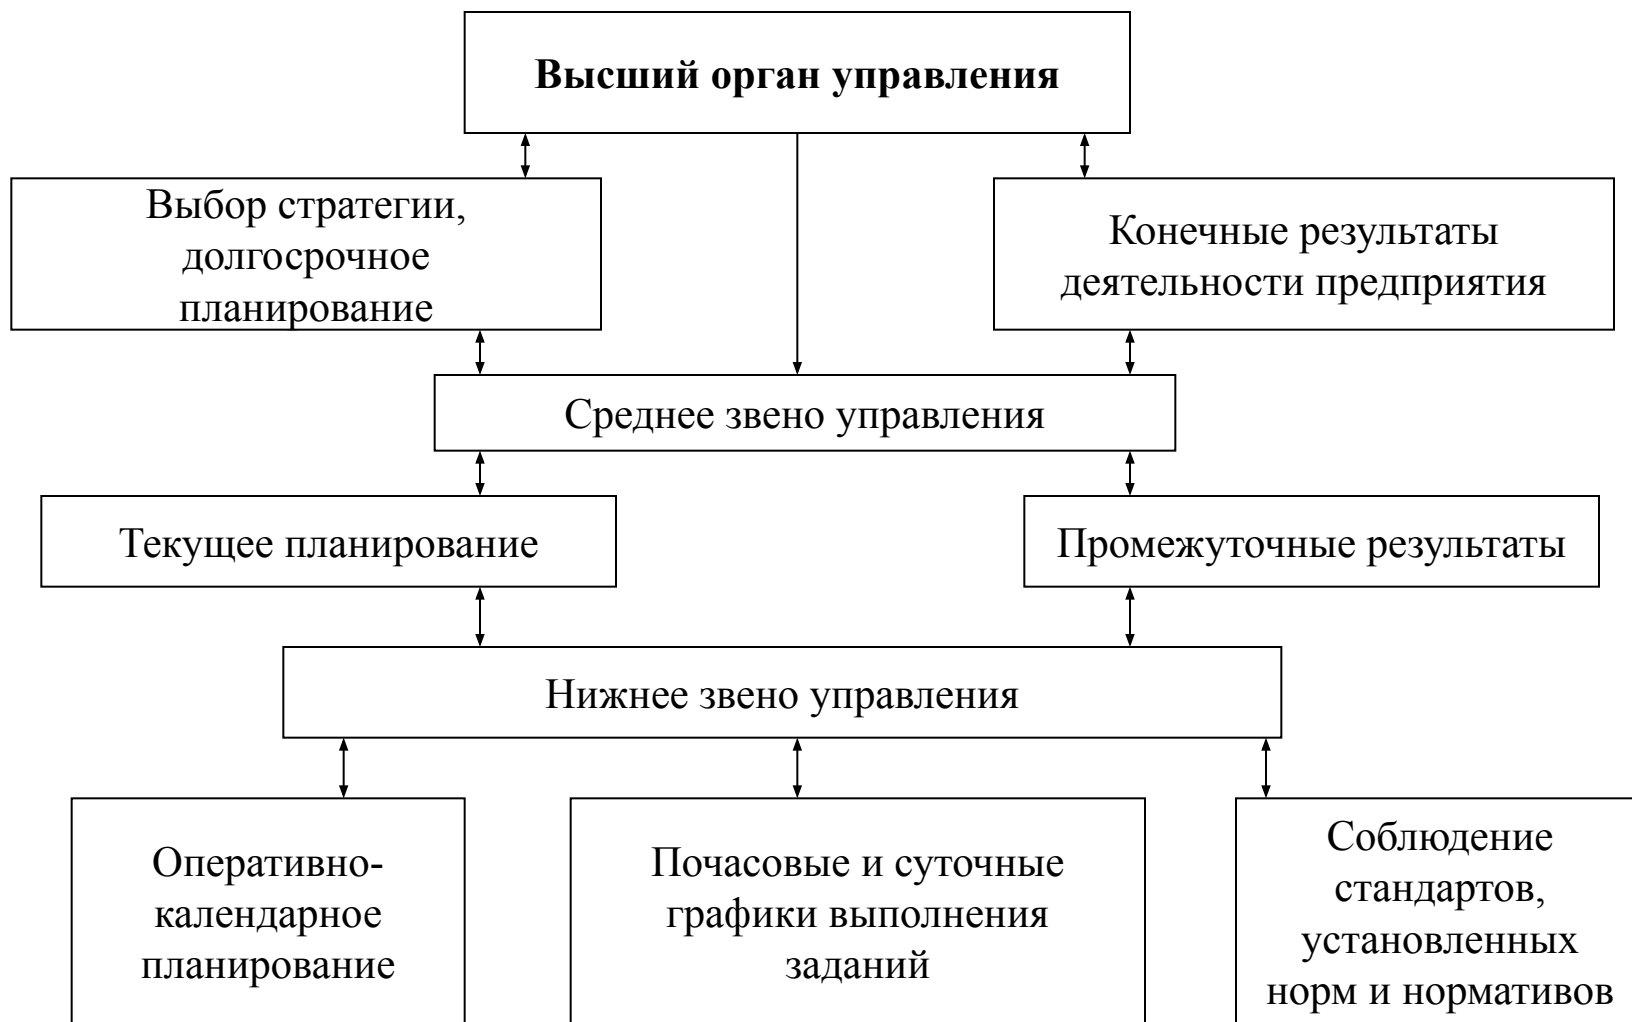 Высший орган управления
Выбор стратегии,
долгосрочное
планирование
Конечные результаты
деятельности предприятия
Среднее звено управления
Текущее планирование
Промежуточные результаты
Нижнее звено управления
Оперативно-
календарное
планирование
Почасовые и суточные
графики выполнения
заданий
Соблюдение
стандартов,
установленных
норм и нормативов